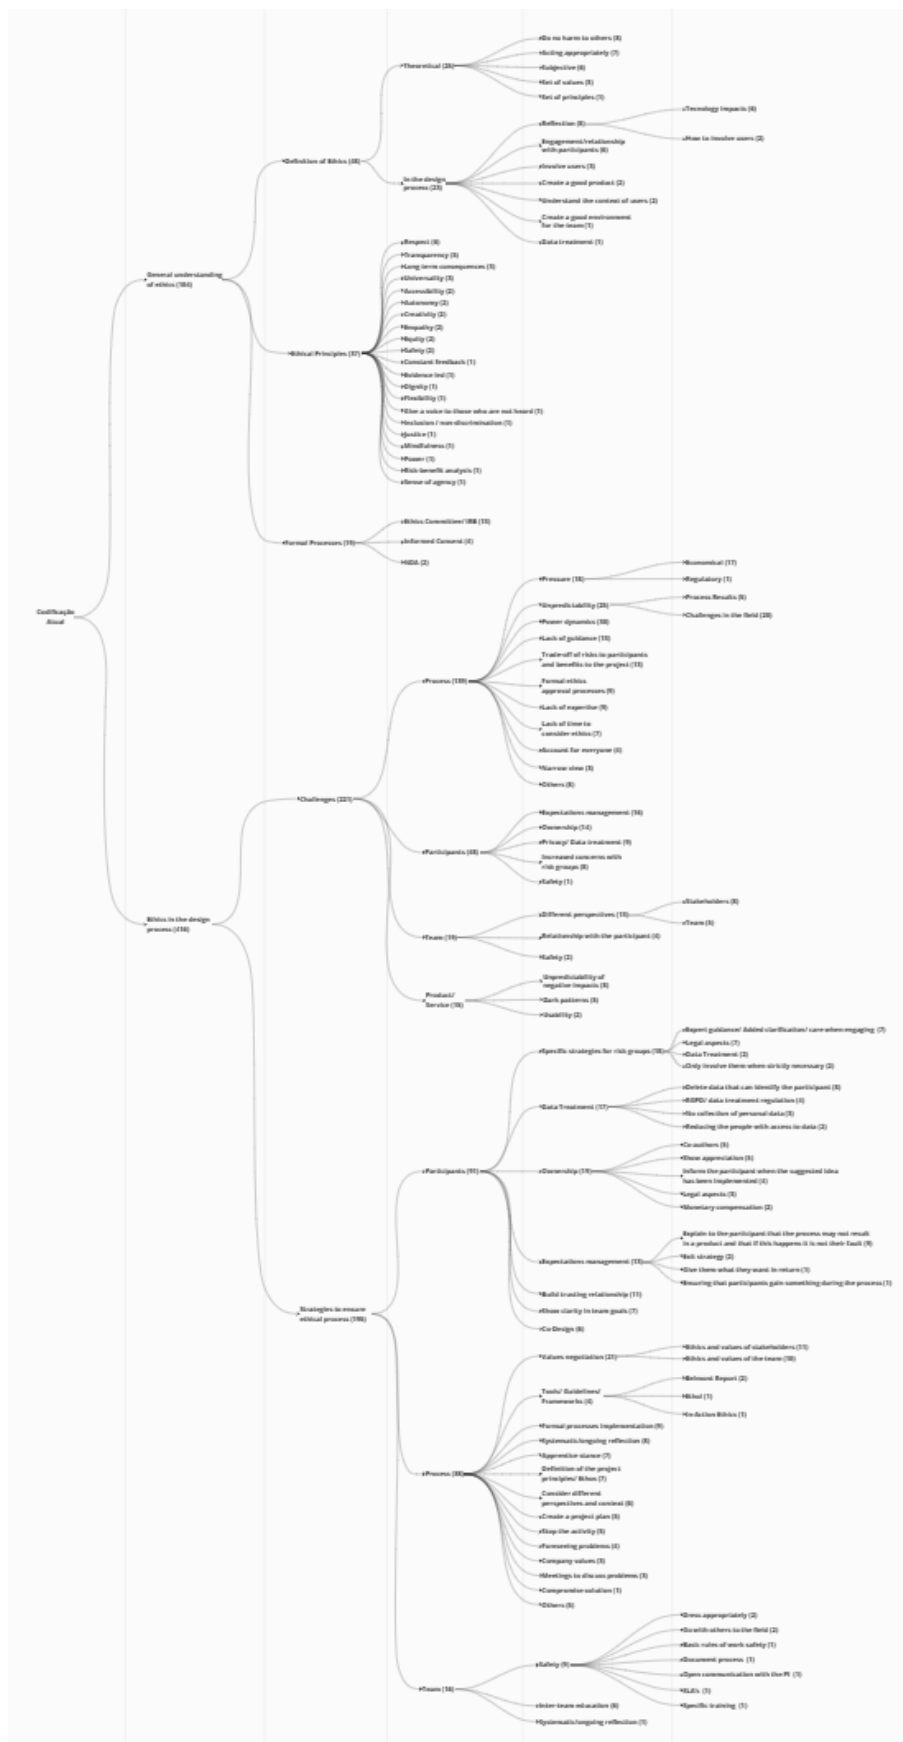 Codificação
Atual
General understanding
of ethics (104)
Definition of Ethics (48)
Theoretical (25)
Do no harm to others (8)
Acting appropriately (7)
Subjective (6)
Set of values (3)
Set of principles (1)
In the design
process (23)
Reflection (8)
Tecnology impacts (6)
How to involve users (2)
Engagement/relationship
with participants (6)
Involve users (3)
Create a good product (2)
Understand the context of users (2)
Create a good environment
for the team (1)
Data treatment (1)
Ethical Principles (37)
Respect (8)
Transparency (5)
Long term consequences (3)
Universality (3)
Accessibility (2)
Autonomy (2)
Creativity (2)
Empathy (2)
Equity (2)
Safety (2)
Constant feedback (1)
Evidence led (1)
Dignity (1)
Flexibility (1)
Give a voice to those who are not heard (1)
Inclusion / non-discrimination (1)
Justice (1)
Mindfulness (1)
Power (1)
Risk-benefit analysis (1)
Sense of agency (1)
Formal Processes (19)
Ethics Committee/ IRB (13)
Informed Consent (4)
NDA (2)
Ethics in the design
process (416)
Challenges (221)
Process (139)
Pressure (18)
Economical (17)
Regulatory (1)
Unpredictability (25)
Process Results (5)
Challenges in the field (20)
Power dynamics
Lack of guidance
Trade-off of risks to participants
and benefits to the project
Formal ethics
approval processes (9)
Lack of expertise (9)
Lack of time to
consider ethics (7)
Account for everyone (4)
Narrow view (3)
Others (6)
Participants (48)
Expectations management (16)
Ownership (14)
Privacy/ Data treatment (9)
Increased concerns with
risk groups (8)
Safety (1)
Team (19)
Different perspectives (13)
Stakeholders (8)
Team (5)
Relationship with the participant (4)
Safety (2)
Product/
Service (15)
Unpredictability of
negative impacts (8)
Dark patterns (5)
Usability (2)
Strategies to ensure
ethical process (195)
Participants (91)
Specific strategies for risk groups (18)
Expert guidance/ Added clarification/ care when engaging (7)
Legal aspects (7)
Data Treatment (2)
Only involve them when strictly necessary (2)
Data Treatment (17)
Delete data that can identify the participant (8)
RGPD/ data treatment regulation (4)
No collection of personal data (3)
Reducing the people with access to data (2)
Ownership (19)
Co-authors (5)
Show appreciation (5)
Inform the participant when the suggested idea
has been implemented (4)
Legal aspects (3)
Monetary compensation (2)
Expectations management (13)
Explain to the participant that the process may not result
in a product and that if this happens it is not their fault (9)
Exit strategy (2)
Give them what they want in return (1)
Ensuring that participants gain something during the process (1)
Build trusting relationship (11)
Show clarity in team goals (7)
Co-Design (6)
Process (88)
Values negotiation (21)
Ethics and values of stakeholders (11)
Ethics and values of the team (10)
Tools/ Guidelines/
Frameworks (4)
Belmont Report (2)
Ethul (1)
In-Action Ethics (1)
Formal processes implementation (9)
Systematic/ongoing reflection (8)
Apprentice stance (7)
Definition of the project
principles/ Ethos (7)
Consider different
perspectives and context (6)
Create a project plan (5)
Stop the activity (5)
Foreseeing problems (4)
Company values (3)
Meetings to discuss problems (3)
Compromise solution (1)
Others (5)
Team (16)
Safety (9)
Dress appropriately (2)
Go with others to the field (2)
Basic rules of work safety (1)
Document process (1)
Open communication with the PI (1)
SLA's (1)
Specific training (1)
Inter-team education (6)
Systematic/ongoing reflection (1)